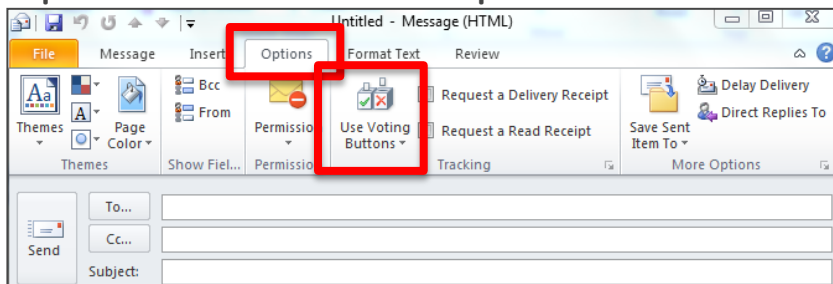 Untitled - Message (HTML)
File Message Insert Options Format Text Review
Aa Bcc Request a Delivery Receipt Delay Delivery
A From Request a Read Receipt Direct Replies To
Themes Page Color Permission Use Voting Buttons Save Sent Item To
Themes Show Fiel... Permission Tracking More Options
To...
Send Cc...
Subject: